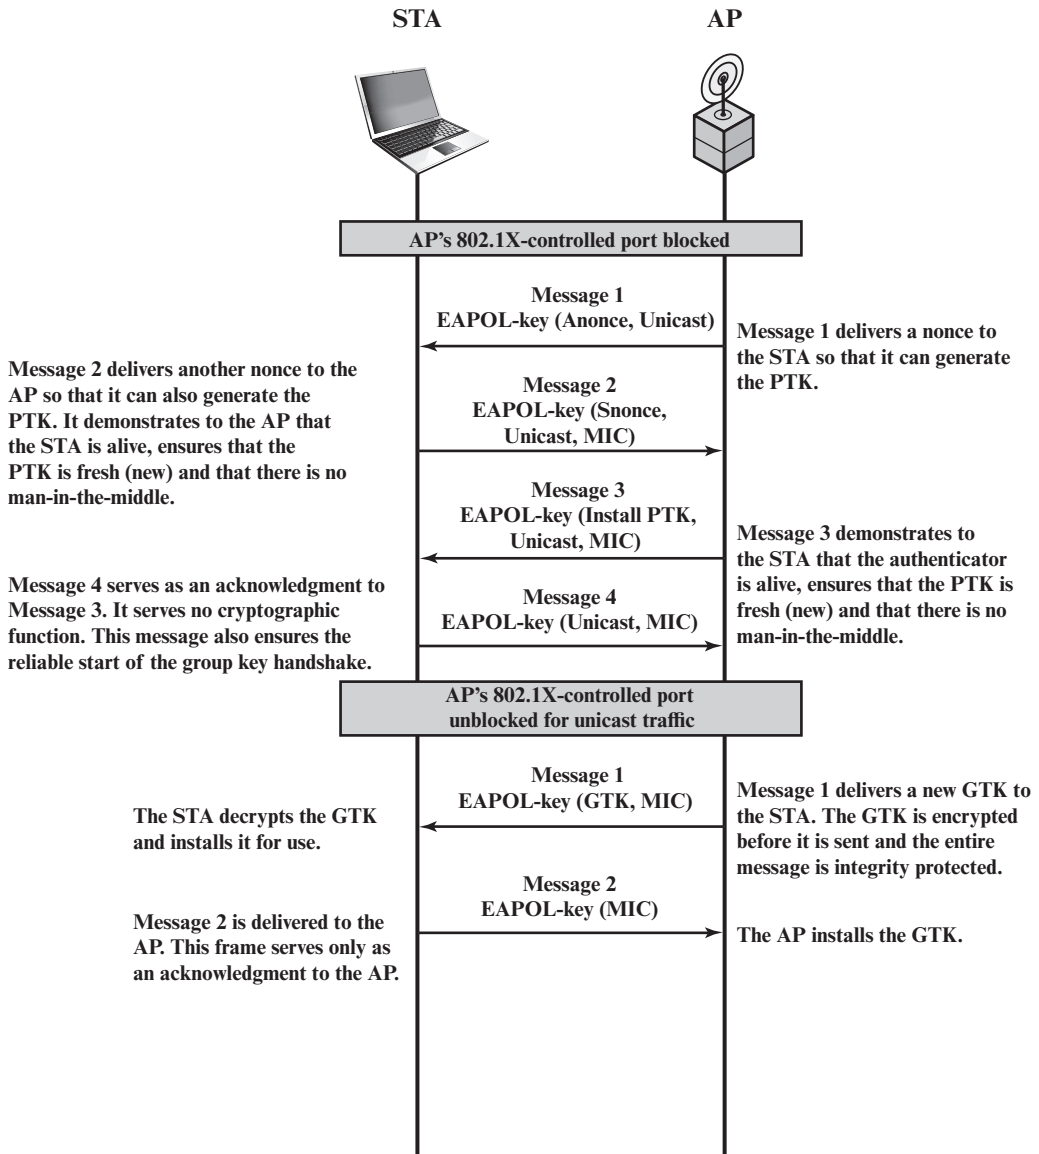 STA
AP
AP's 802.1X-controlled port blocked
Message 1
EAPOL-key (Anonce, Unicast)
Message 1 delivers a nonce to
the STA so that it can generate
the PTK.
Message 2 delivers another nonce to the
AP so that it can also generate the
PTK. It demonstrates to the AP that
the STA is alive, ensures that the
PTK is fresh (new) and that there is no
man-in-the-middle.
Message 2
EAPOL-key (Snonce,
Unicast, MIC)
Message 3
EAPOL-key (Install PTK,
Unicast, MIC)
Message 3 demonstrates to
the STA that the authenticator
is alive, ensures that the PTK is
fresh (new) and that there is no
man-in-the-middle.
Message 4 serves as an acknowledgment to
Message 3. It serves no cryptographic
function. This message also ensures the
reliable start of the group key handshake.
Message 4
EAPOL-key (Unicast, MIC)
AP's 802.1X-controlled port
unblocked for unicast traffic
Message 1
EAPOL-key (GTK, MIC)
Message 1 delivers a new GTK to
the STA. The GTK is encrypted
before it is sent and the entire
message is integrity protected.
The STA decrypts the GTK
and installs it for use.
Message 2
EAPOL-key (MIC)
Message 2 is delivered to the
AP. This frame serves only as
an acknowledgment to the AP.
The AP installs the GTK.